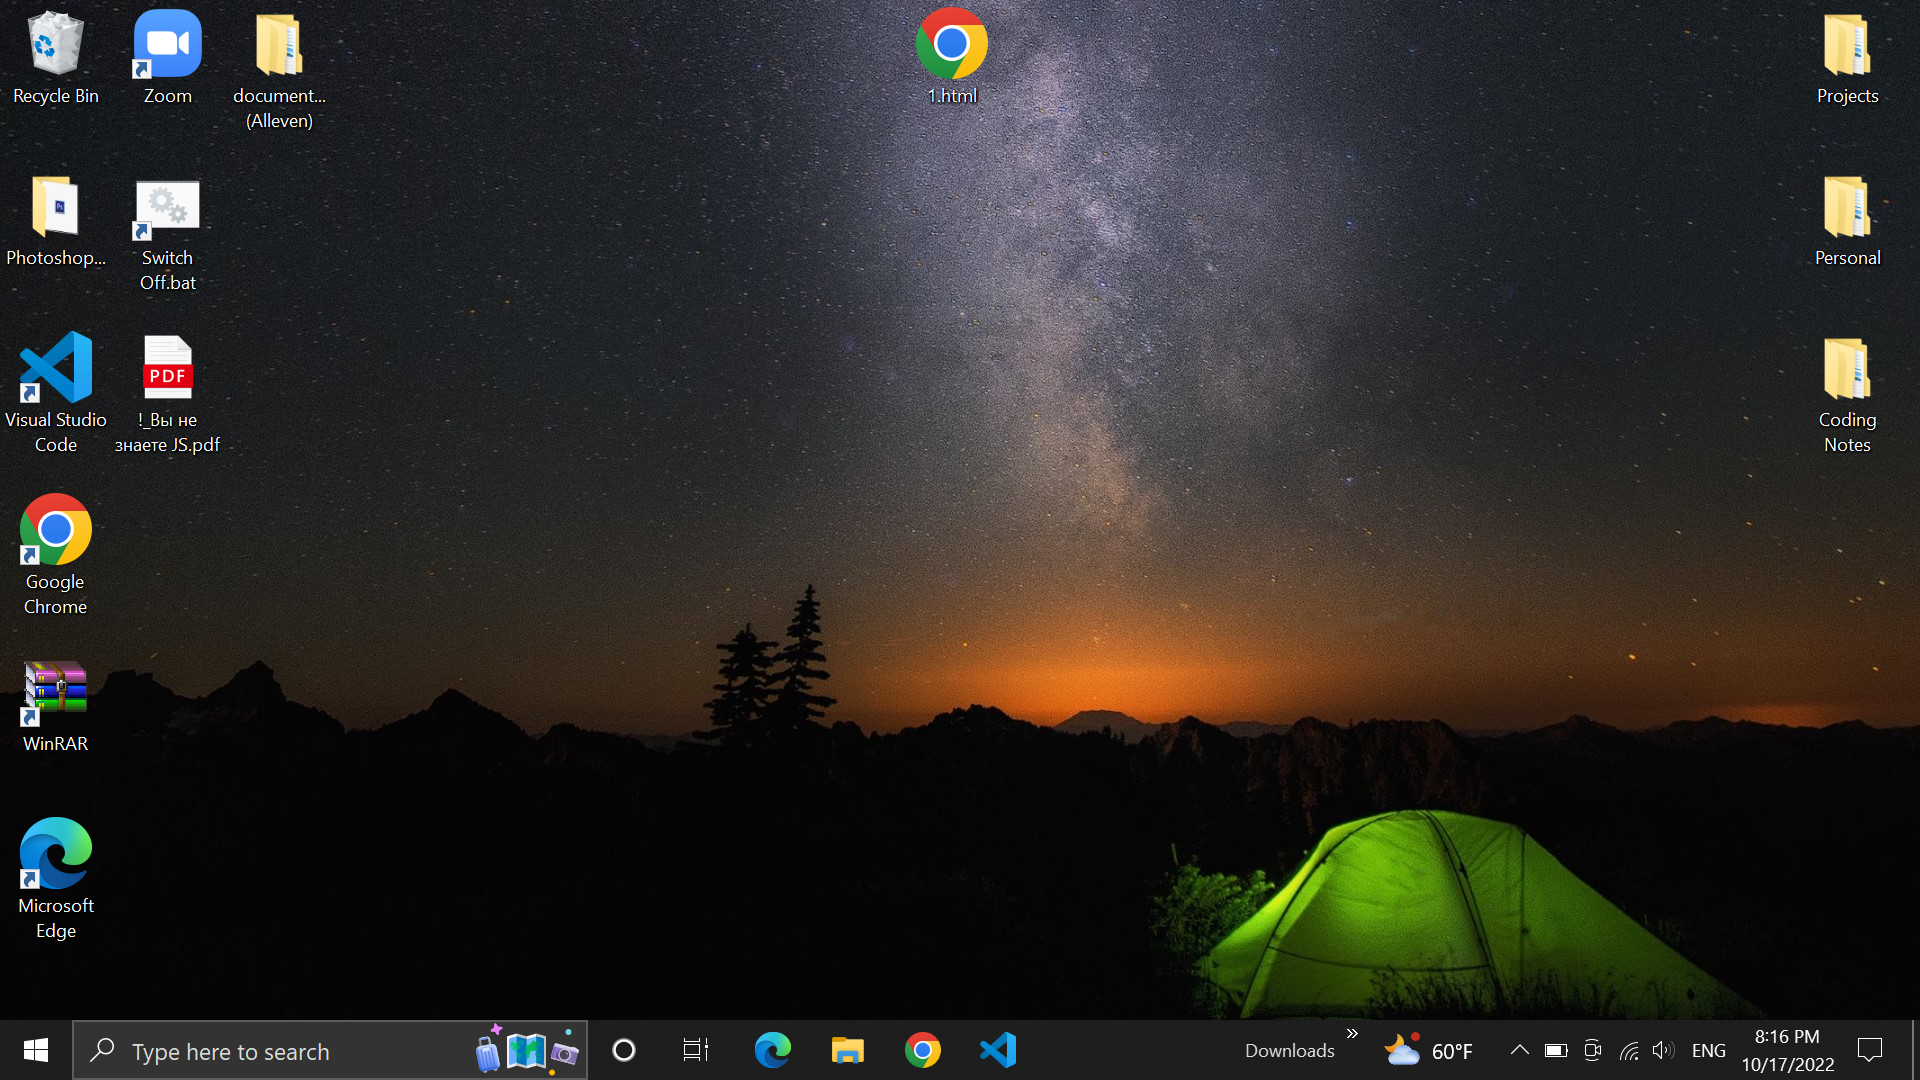 Recycle Bin
Zoom
document...
(Alleven)
1.html
Projects
Ps
Photoshop...
Switch
Off.bat
Personal
PDF
Visual Studio
Code
!_Вы не
знаете JS.pdf
Coding
Notes
Google
Chrome
WinRAR
Microsoft
Edge
Type here to search
Downloads
»
60°F
ENG
8:16 PM
10/17/2022